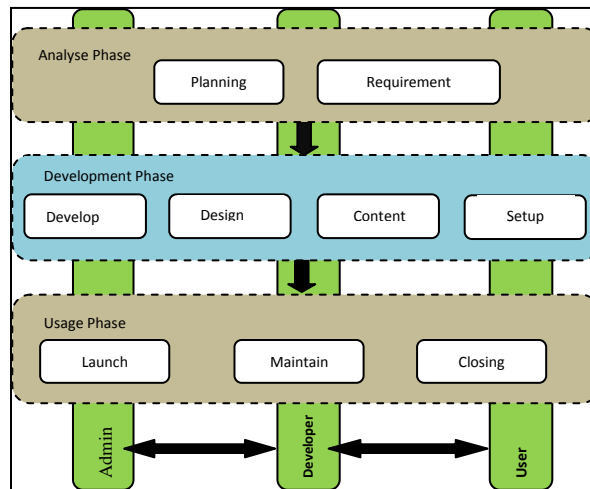 Analyse Phase
Planning
Requirement
Development Phase
Develop
Design
Content
Setup
Usage Phase
Launch
Maintain
Closing
Admin
Developer
User